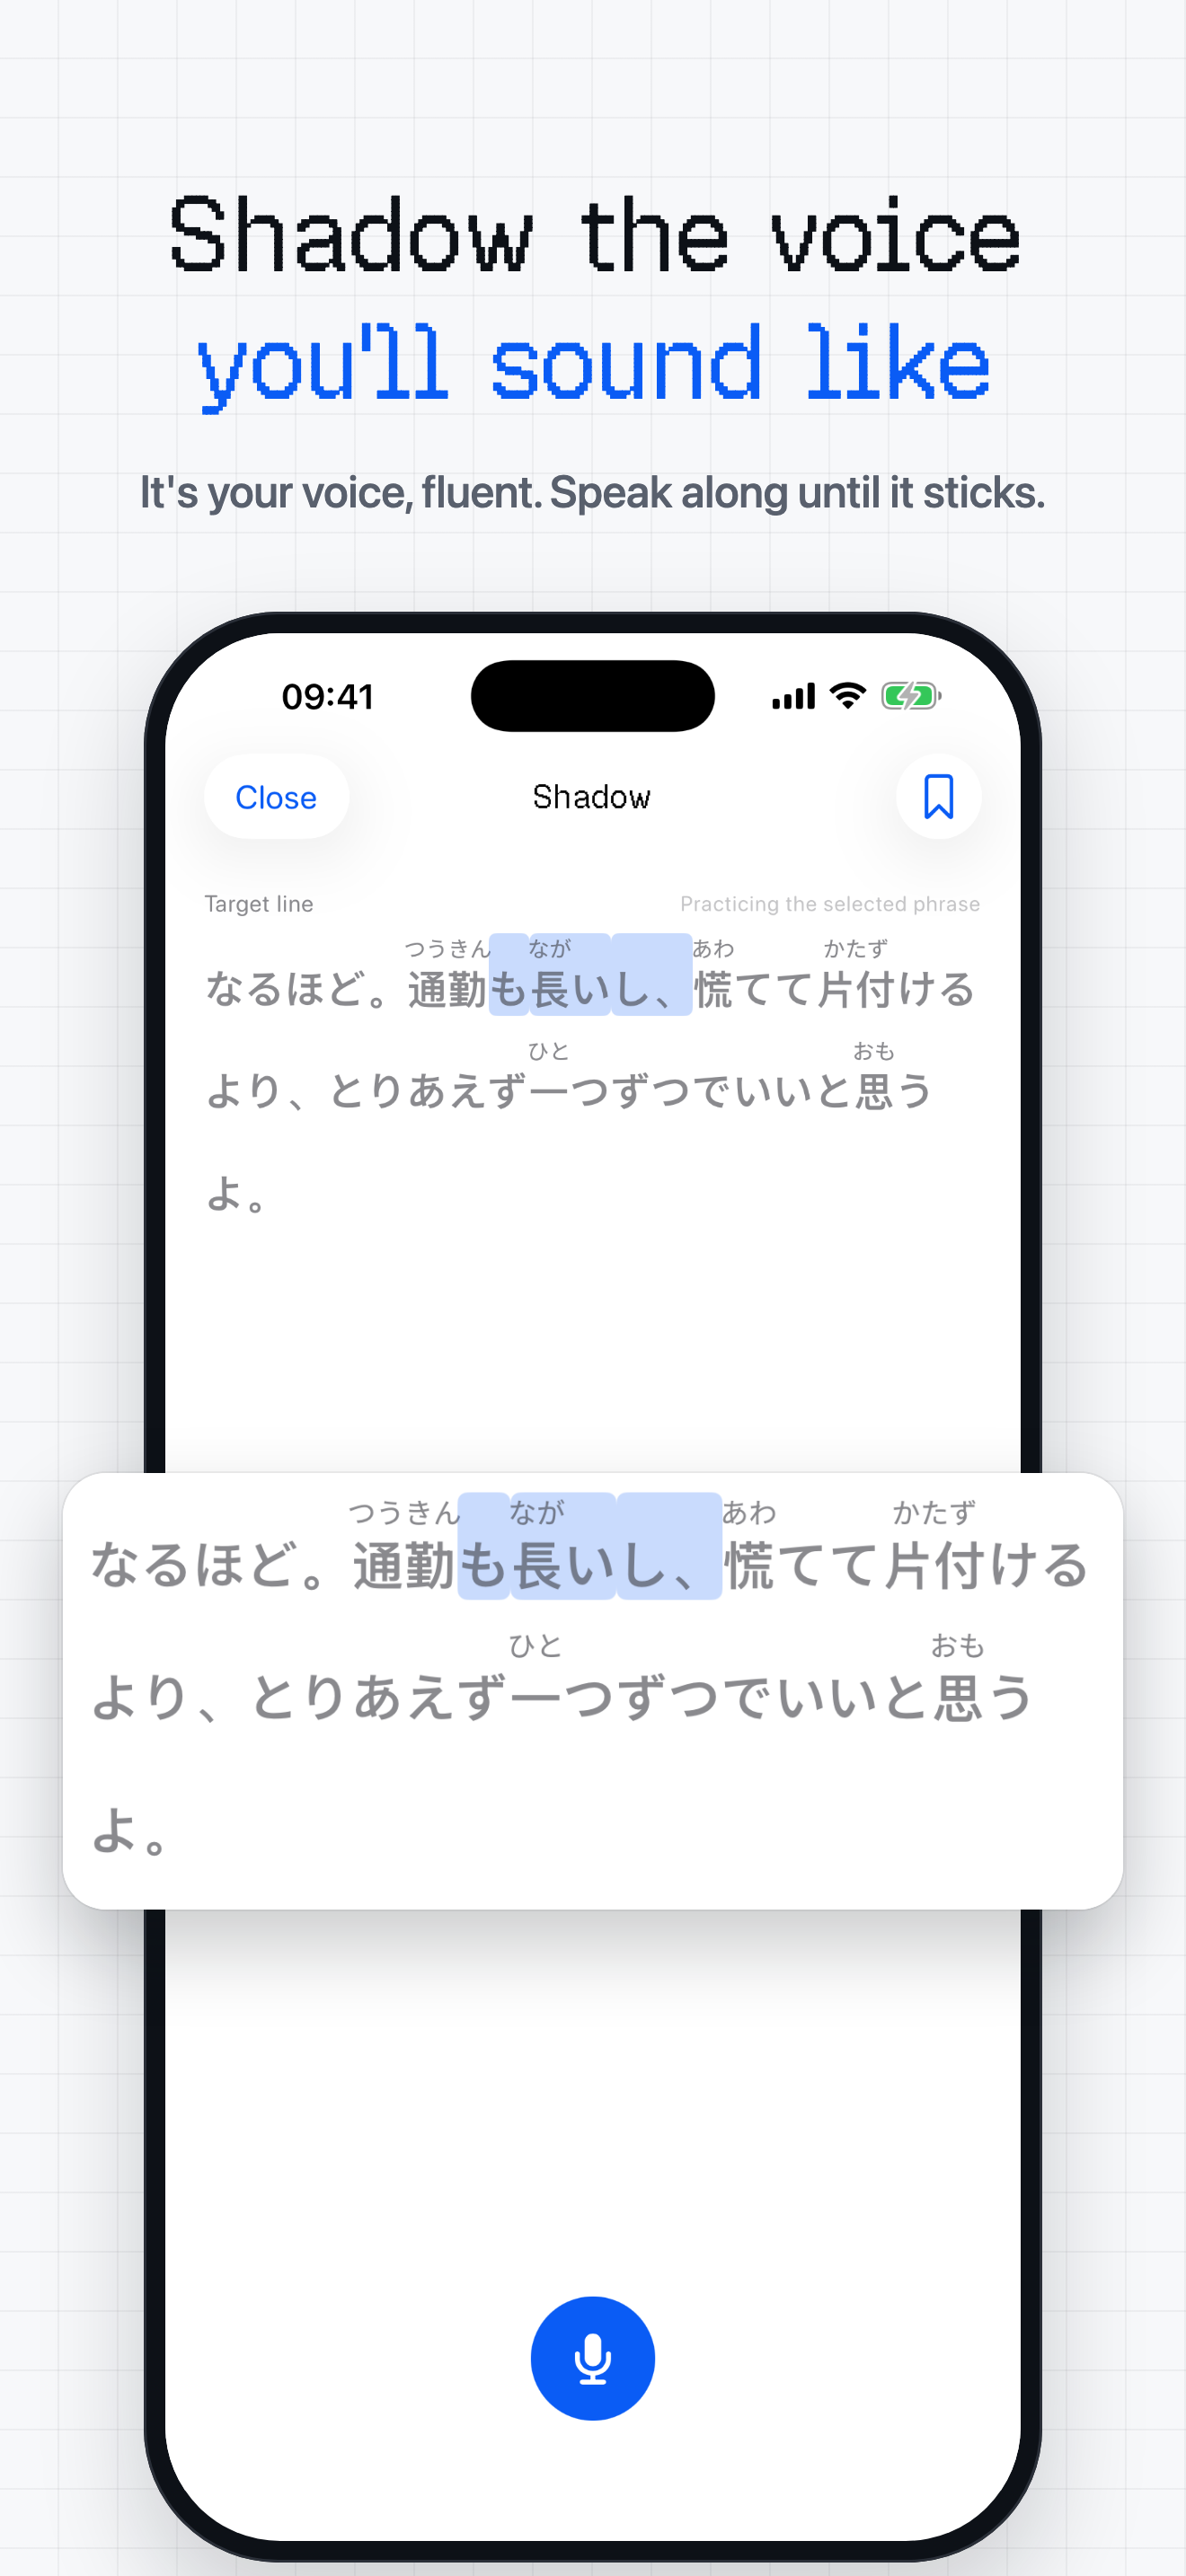 Shadow the voice
you'll sound like
It's your voice, fluent. Speak along until it sticks.
09:41
Close
Shadow
Target line
Practicing the selected phrase
つうきん なが あわ かたず
なるほど。通勤も長いし、慌てて片付ける
ひと おも
より、とりあえず一つずつでいいと思う
よ。
つうきん なが あわ かたず
なるほど。通勤も長いし、慌てて片付ける
ひと おも
より、とりあえず一つずつでいいと思う
よ。